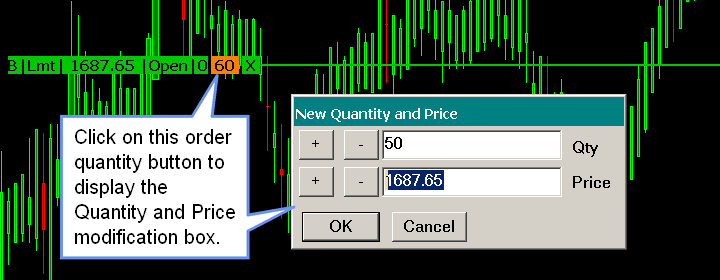 B Lmt 1687.65 Open 0 60 X
Click on this order
quantity button to
display the
Quantity and Price
modification box.
New Quantity and Price
+ - 50 Qty
+ - 1687.65 Price
OK Cancel